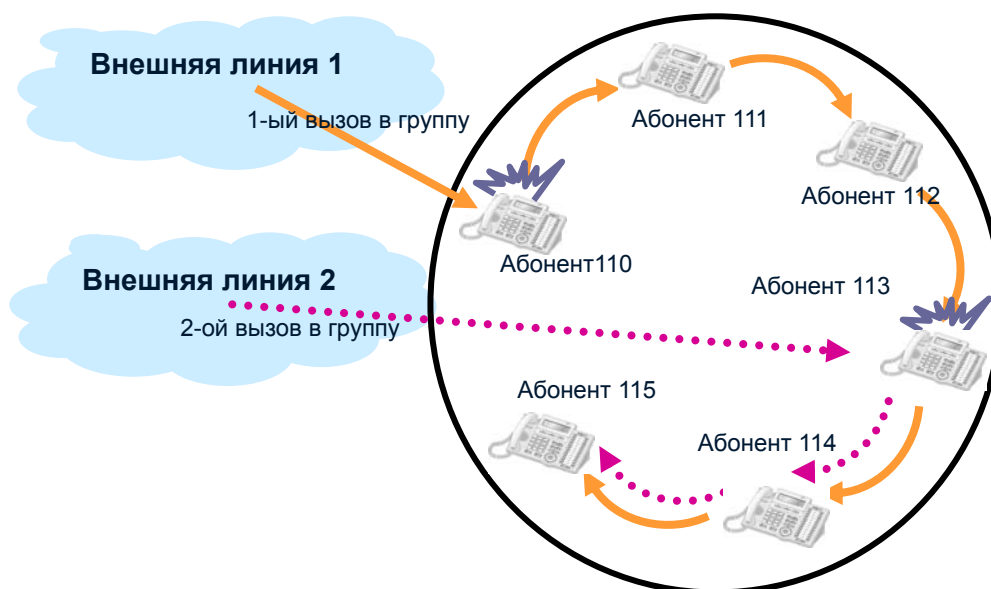 Внешняя линия 1
1-ый вызов в группу
Абонент 111
Абонент 112
Абонент110
Внешняя линия 2
2-ой вызов в группу
Абонент 113
Абонент 115
Абонент 114